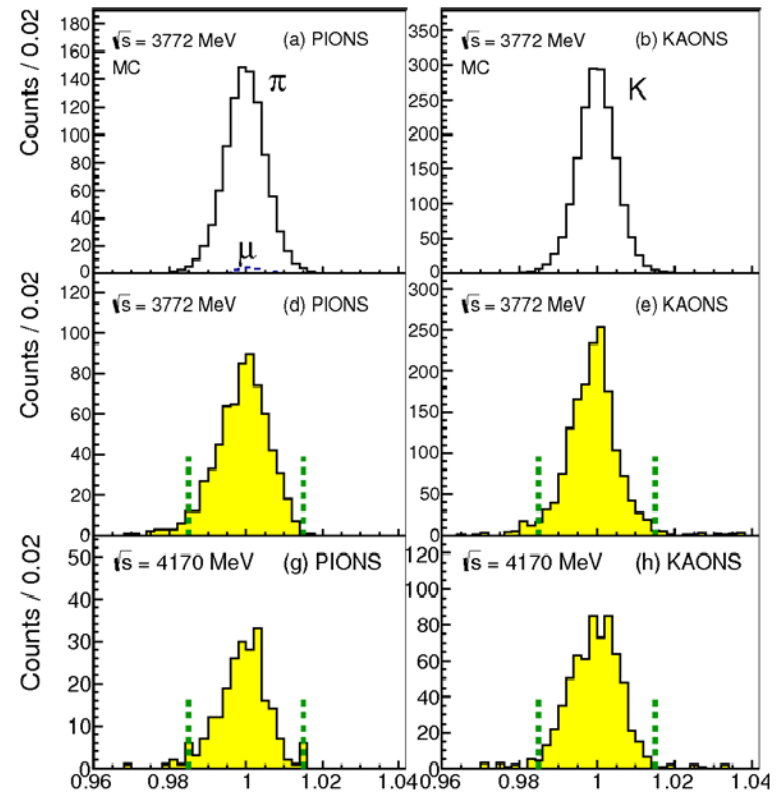 √s = 3772 MeV (a) PIONS
MC
π
μ
Counts / 0.02
180
160
140
120
100
80
60
40
20
0
√s = 3772 MeV (b) KAONS
MC
K
350
300
250
200
150
100
50
0
√s = 3772 MeV (d) PIONS
Counts / 0.02
120
100
80
60
40
20
0
√s = 3772 MeV (e) KAONS
300
250
200
150
100
50
0
√s = 4170 MeV (g) PIONS
Counts / 0.02
50
40
30
20
10
0
0.96 0.98 1 1.02 1.04
√s = 4170 MeV (h) KAONS
120
100
80
60
40
20
0
0.96 0.98 1 1.02 1.04